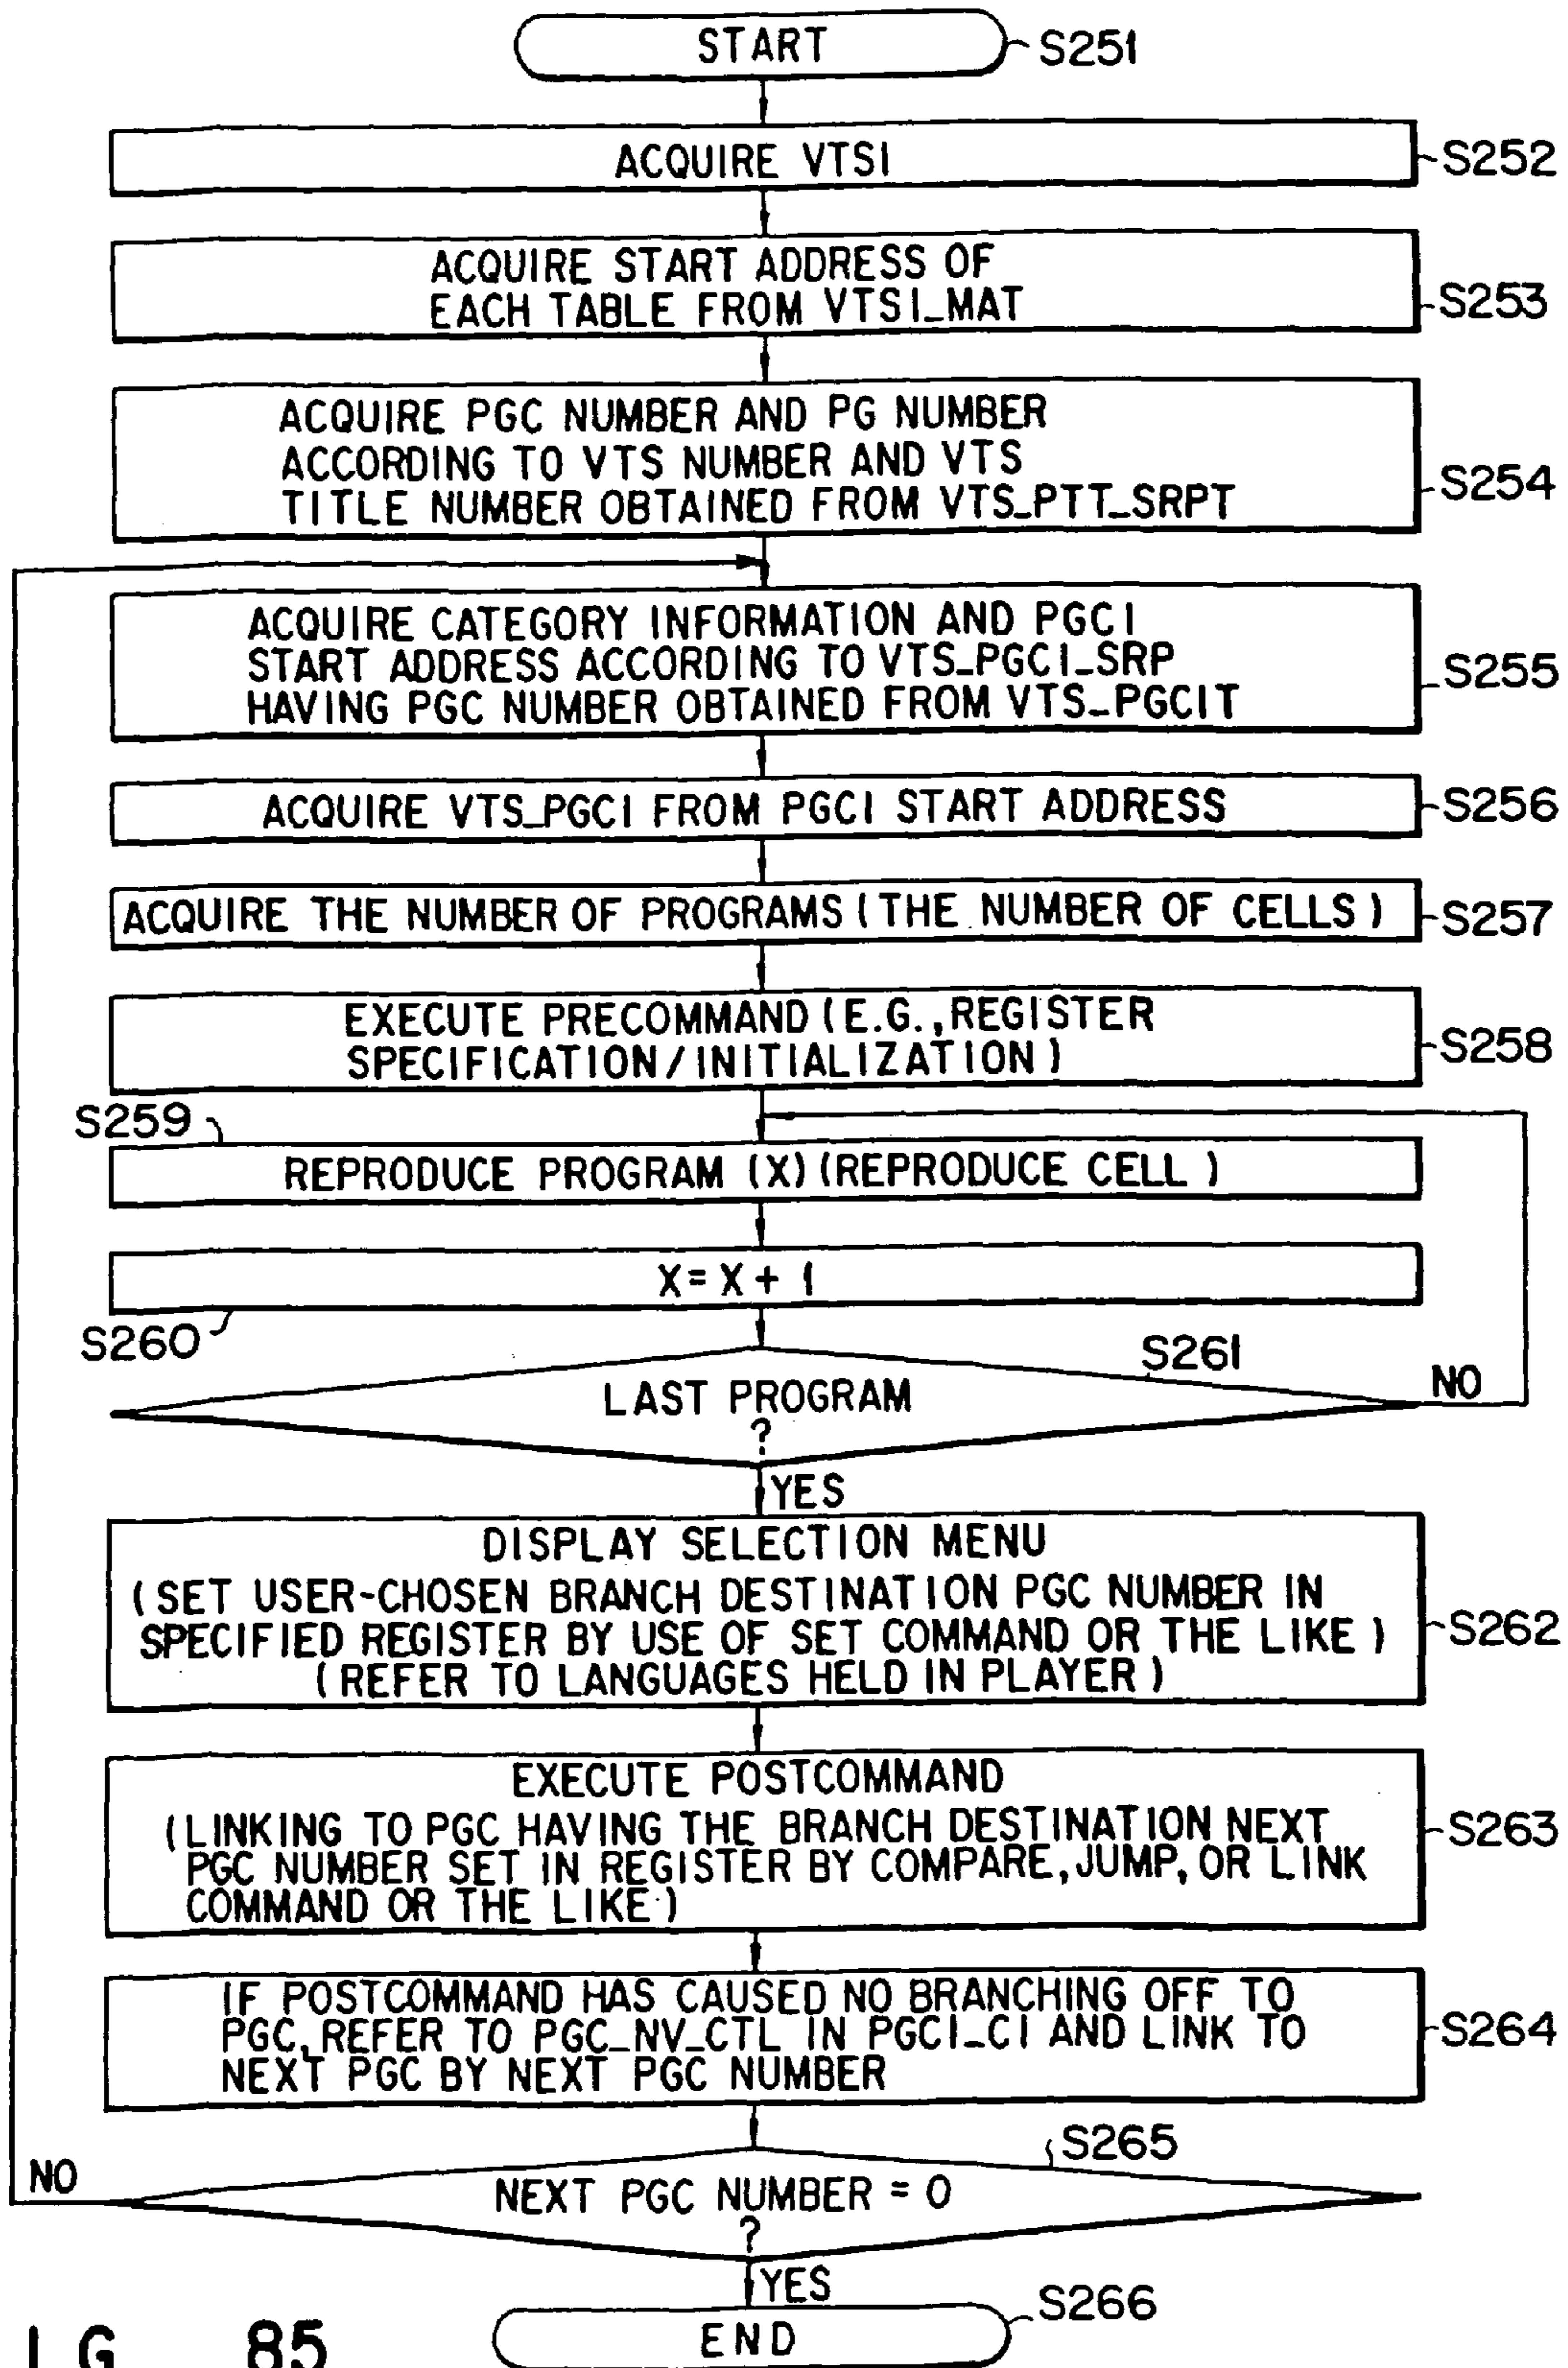 START
S251
ACQUIRE VTSI
S252
ACQUIRE START ADDRESS OF
EACH TABLE FROM VTSI_MAT
S253
ACQUIRE PGC NUMBER AND PG NUMBER
ACCORDING TO VTS NUMBER AND VTS
TITLE NUMBER OBTAINED FROM VTS_PTT_SRPT
S254
ACQUIRE CATEGORY INFORMATION AND PGCI
START ADDRESS ACCORDING TO VTS_PGCI_SRP
HAVING PGC NUMBER OBTAINED FROM VTS_PGCIT
S255
ACQUIRE VTS_PGCI FROM PGCI START ADDRESS
S256
ACQUIRE THE NUMBER OF PROGRAMS (THE NUMBER OF CELLS)
S257
EXECUTE PRECOMMAND (E.G.,REGISTER
SPECIFICATION/INITIALIZATION)
S258
S259
REPRODUCE PROGRAM (X) (REPRODUCE CELL)
X=X+1
S260
S261
LAST PROGRAM
?
NO
YES
DISPLAY SELECTION MENU
(SET USER-CHOSEN BRANCH DESTINATION PGC NUMBER IN
SPECIFIED REGISTER BY USE OF SET COMMAND OR THE LIKE)
(REFER TO LANGUAGES HELD IN PLAYER)
S262
EXECUTE POSTCOMMAND
(LINKING TO PGC HAVING THE BRANCH DESTINATION NEXT
PGC NUMBER SET IN REGISTER BY COMPARE,JUMP,OR LINK
COMMAND OR THE LIKE)
S263
IF POSTCOMMAND HAS CAUSED NO BRANCHING OFF TO
PGC,REFER TO PGC_NV_CTL IN PGCI_CI AND LINK TO
NEXT PGC BY NEXT PGC NUMBER
S264
S265
NEXT PGC NUMBER = 0
?
NO
YES
END
S266
IG. 85